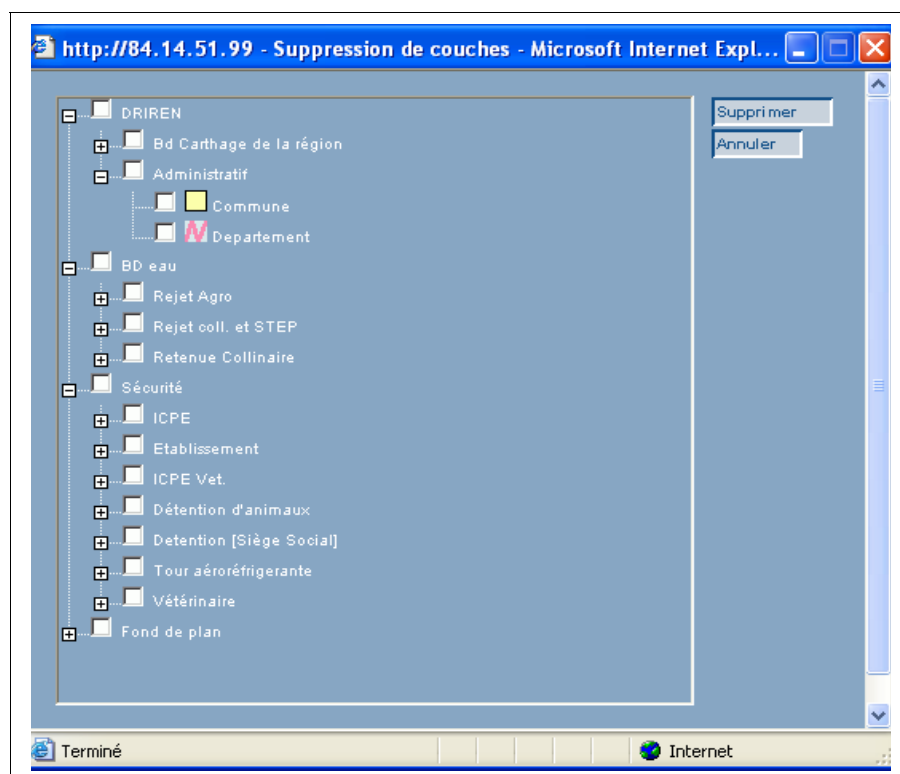 http://84.14.51.99 - Suppression de couches - Microsoft Internet Expl...
DRIREN
Supprimer
Bd Carthage de la région
Annuler
Administratif
Commune
Departement
BD eau
Rejet Agro
Rejet coll. et STEP
Retenue Collinaire
Sécurité
ICPE
Etablissement
ICPE Vet.
Détention d'animaux
Detention [Siège Social]
Tour aéroréfrigerante
Vétérinaire
Fond de plan
Terminé
Internet